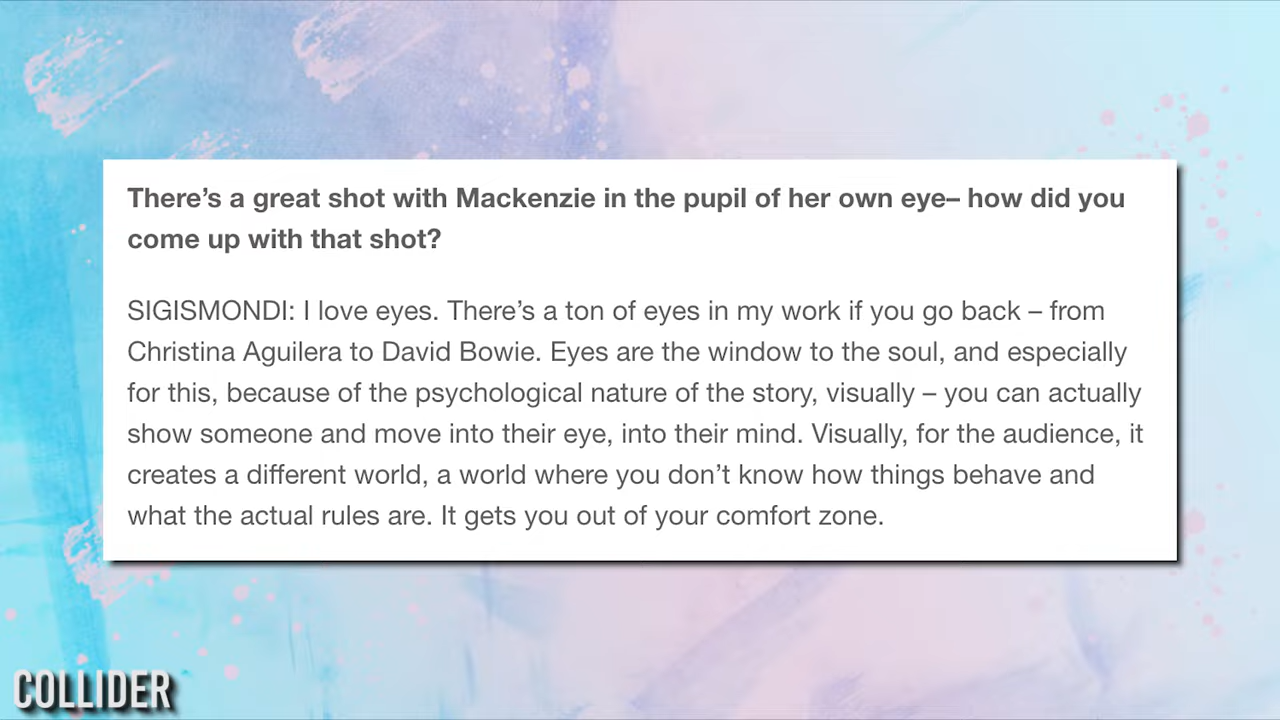 There’s a great shot with Mackenzie in the pupil of her own eye– how did you
come up with that shot?
SIGISMONDI: I love eyes. There’s a ton of eyes in my work if you go back – from
Christina Aguilera to David Bowie. Eyes are the window to the soul, and especially
for this, because of the psychological nature of the story, visually – you can actually
show someone and move into their eye, into their mind. Visually, for the audience, it
creates a different world, a world where you don’t know how things behave and
what the actual rules are. It gets you out of your comfort zone.
COLLIDER